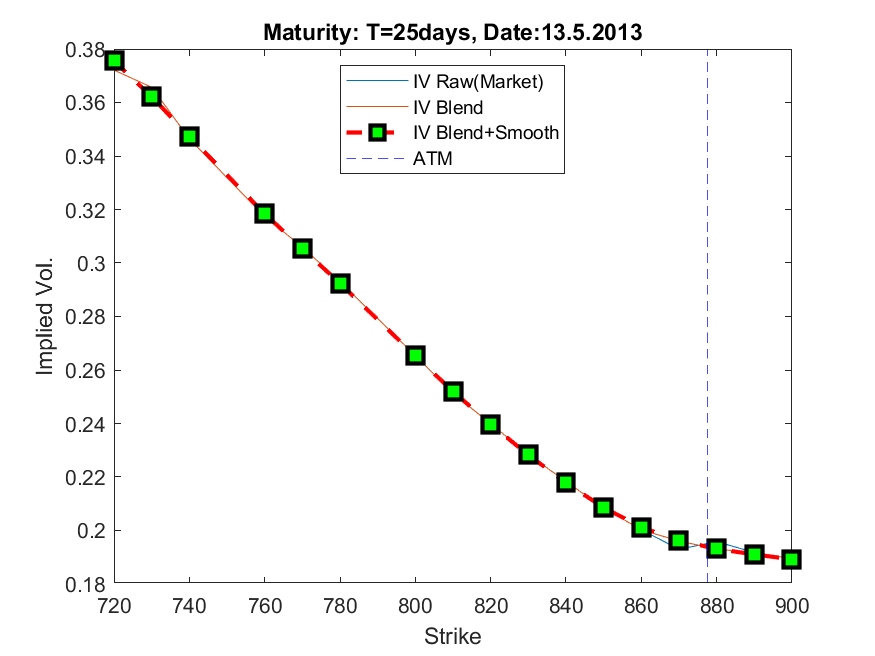 Maturity: T=25days, Date:13.5.2013
IV Raw(Market)
IV Blend
IV Blend+Smooth
ATM
Implied Vol.
0.38
0.36
0.34
0.32
0.3
0.28
0.26
0.24
0.22
0.2
0.18
720 740 760 780 800 820 840 860 880 900
Strike